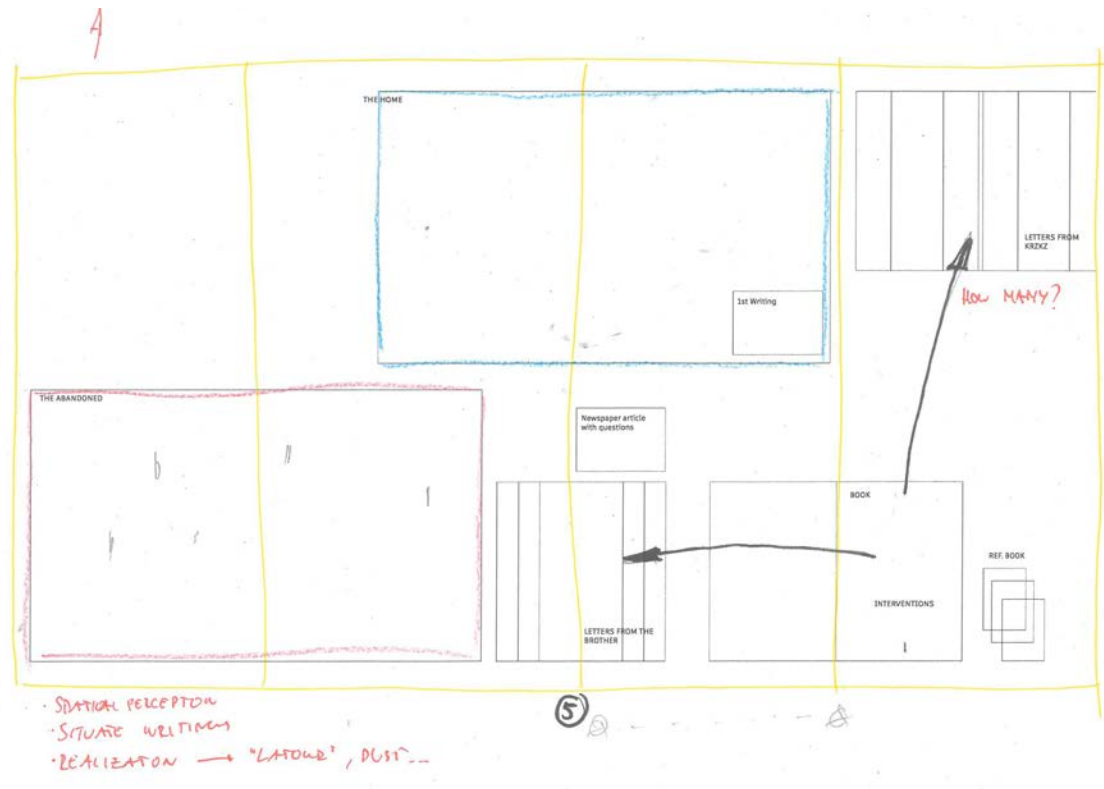 A
THE HOME
LETTERS FROM
KRZKZ
HOW MANY?
1st Writing
THE ABANDONED
Newspaper article
with questions
BOOK
REF. BOOK
INTERVENTIONS
LETTERS FROM THE
BROTHER
5
· SPATIAL PERCEPTON
· SITUATE WRITINGS
· REALIZATON → "LATOUR", DUST...